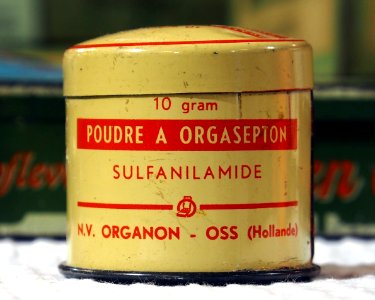 10 gram
POUDRE A ORGASEPTON
SULFANILAMIDE
N.V. ORGANON - OSS (Hollande)